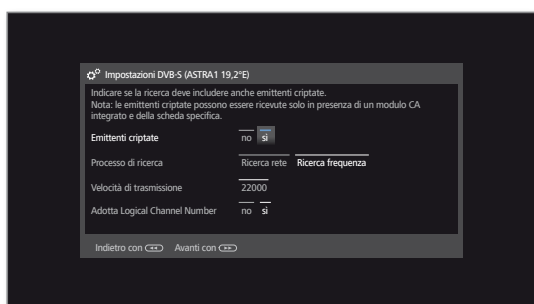 Impostazioni DVB-S (ASTRA1 19,2°E)
Indicare se la ricerca deve includere anche emittenti criptate.
Nota: le emittenti criptate possono essere ricevute solo in presenza di un modulo CA
integrato e della scheda specifica.
Emittenti criptate no sì
Processo di ricerca Ricerca rete Ricerca frequenza
Velocità di trasmissione 22000
Adotta Logical Channel Number no sì
Indietro con Avanti con